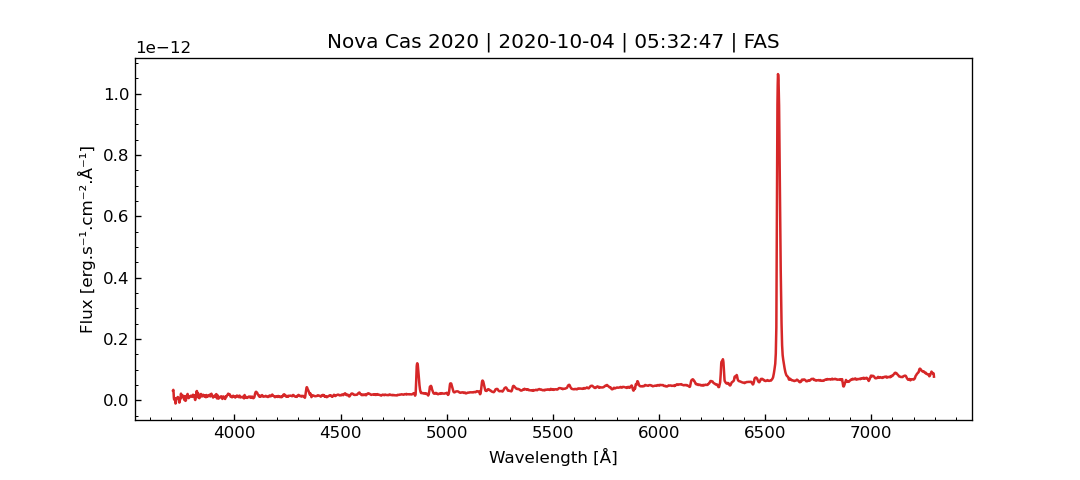 Nova Cas 2020 | 2020-10-04 | 05:32:47 | FAS
1e−12
1.0
0.8
0.6
0.4
0.2
0.0
Flux [erg.s⁻¹.cm⁻².Å⁻¹]
4000 4500 5000 5500 6000 6500 7000
Wavelength [Å]